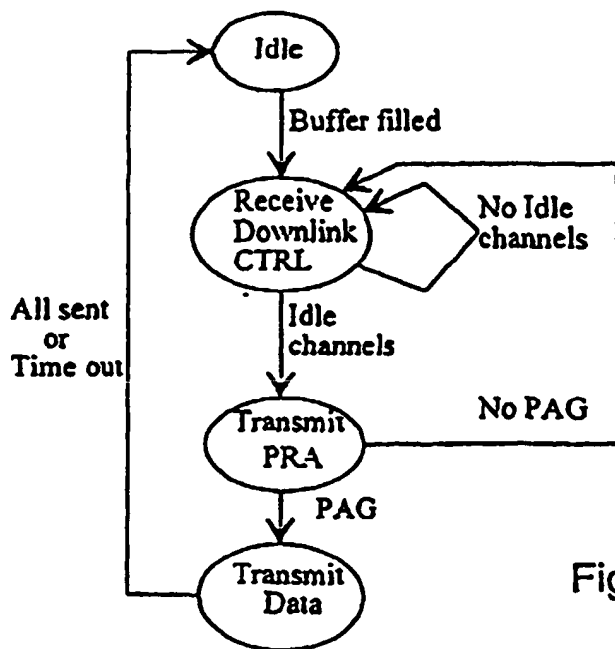 Idle
Buffer filled
Receive
Downlink
CTRL
No Idle
channels
All sent
or
Time out
Idle
channels
Transmit
PRA
No PAG
PAG
Transmit
Data
Fig